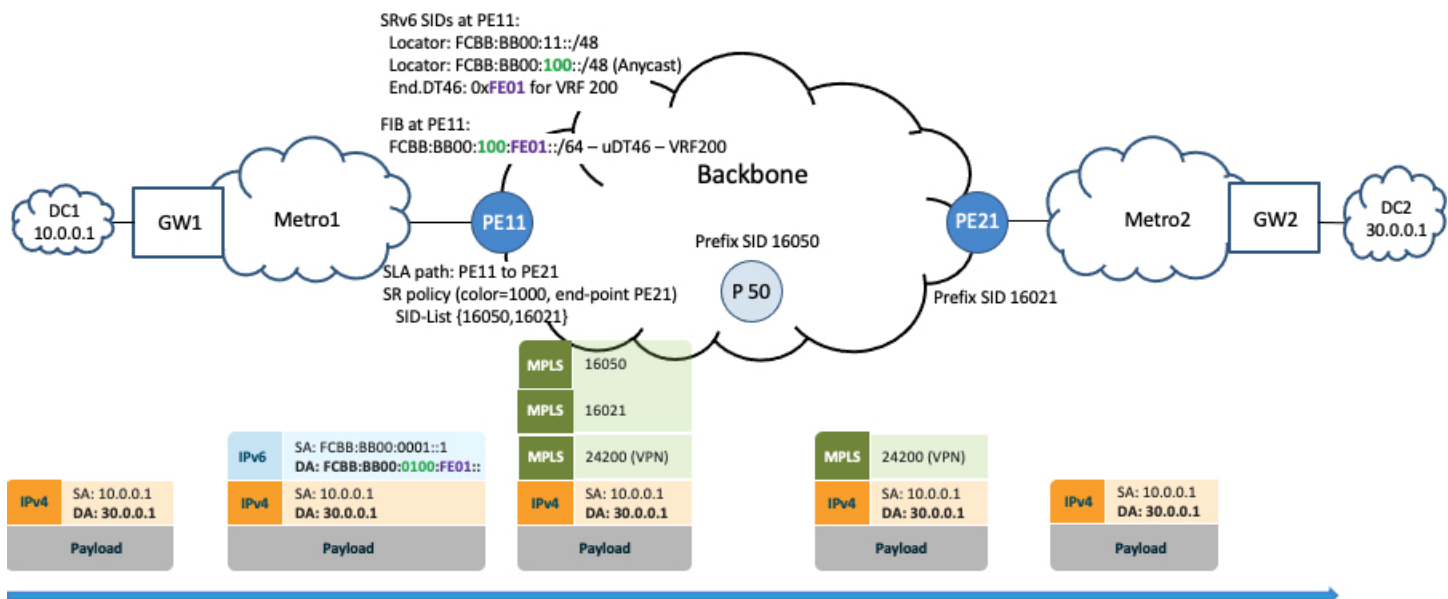 SRv6 SIDs at PE11:
Locator: FCBB:BB00:11::/48
Locator: FCBB:BB00:100::/48 (Anycast)
End.DT46: 0xFE01 for VRF 200
FIB at PE11:
FCBB:BB00:100:FE01::/64 – uDT46 – VRF200
Backbone
DC1
10.0.0.1
GW1
Metro1
PE11
PE21
Metro2
GW2
DC2
30.0.0.1
Prefix SID 16050
P 50
Prefix SID 16021
SLA path: PE11 to PE21
SR policy (color=1000, end-point PE21)
SID-List {16050,16021}
IPv4
SA: 10.0.0.1
DA: 30.0.0.1
Payload
IPv6
SA: FCBB:BB00:0001::1
DA: FCBB:BB00:0100:FE01::
IPv4
SA: 10.0.0.1
DA: 30.0.0.1
Payload
MPLS 16050
MPLS 16021
MPLS 24200 (VPN)
IPv4
SA: 10.0.0.1
DA: 30.0.0.1
Payload
MPLS 24200 (VPN)
IPv4
SA: 10.0.0.1
DA: 30.0.0.1
Payload
IPv4
SA: 10.0.0.1
DA: 30.0.0.1
Payload